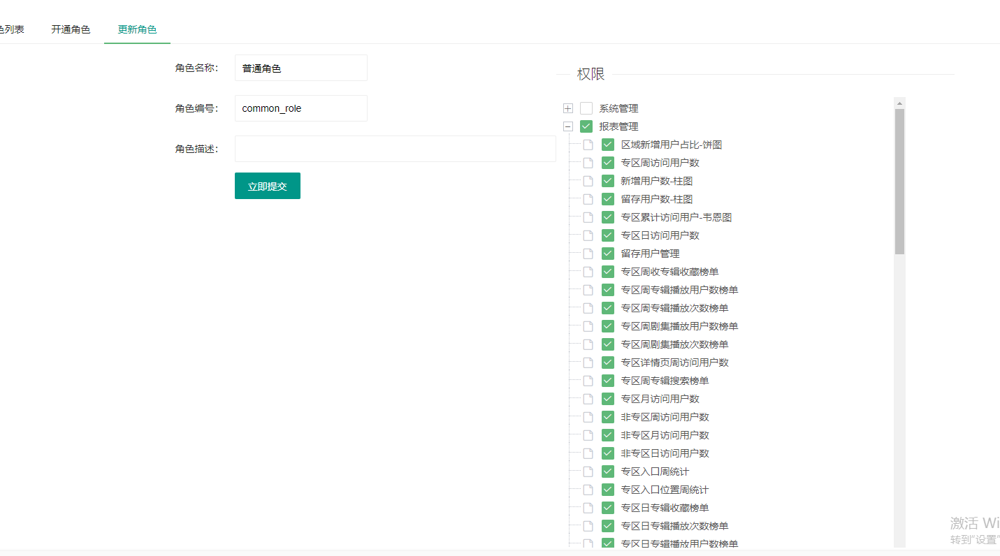 色列表 开通角色 更新角色
角色名称： 普通角色
角色编号： common_role
角色描述：
立即提交
权限
系统管理
报表管理
区域新增用户占比-饼图
专区周访问用户数
新增用户数-柱图
留存用户数-柱图
专区累计访问用户-韦恩图
专区日访问用户数
留存用户管理
专区周收专辑收藏榜单
专区周专辑播放用户数榜单
专区周专辑播放次数榜单
专区周剧集播放用户数榜单
专区周剧集播放次数榜单
专区详情页周访问用户数
专区周专辑搜索榜单
专区月访问用户数
非专区周访问用户数
非专区月访问用户数
非专区日访问用户数
专区入口周统计
专区入口位置周统计
专区日专辑收藏榜单
专区日专辑播放次数榜单
专区日专辑播放用户数榜单
激活 Wi
转到"设置"